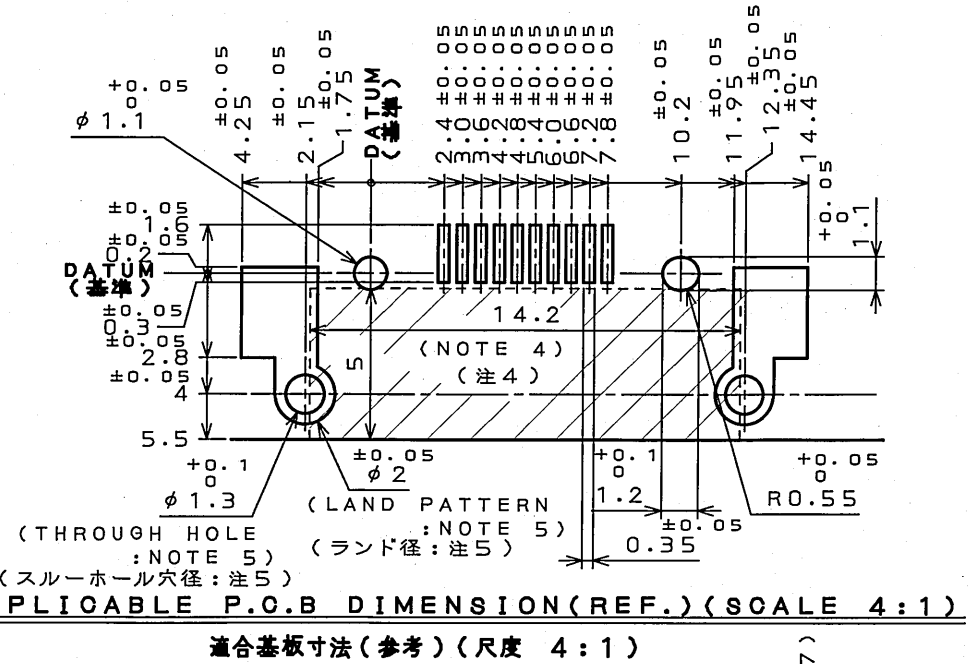 +0.05
0
φ1.1
±0.05
4.25
±0.05
2.15
±0.05
1.75
DATUM
(基準)
2.4±0.05
3.0±0.05
3.6±0.05
4.2±0.05
4.8±0.05
5.4±0.05
6.0±0.05
6.6±0.05
7.2±0.05
7.8±0.05
±0.05
10.2
±0.05
11.95
±0.05
12.35
±0.05
14.45
+0.05
0
1.1
±0.05
1.6
±0.05
0.2
DATUM
(基準)
±0.05
0.3
±0.05
2.8
±0.05
4
5.5
14.2
(NOTE 4)
(注4)
5
+0.1
0
φ1.3
(THROUGH HOLE
:NOTE 5)
(スルーホール穴径:注5)
±0.05
φ2
(LAND PATTERN
:NOTE 5)
(ランド径:注5)
+0.1
0
1.2
±0.05
0.35
+0.05
0
R0.55
PLICABLE P.C.B DIMENSION(REF.)(SCALE 4:1)
適合基板寸法(参考)(尺度 4:1)